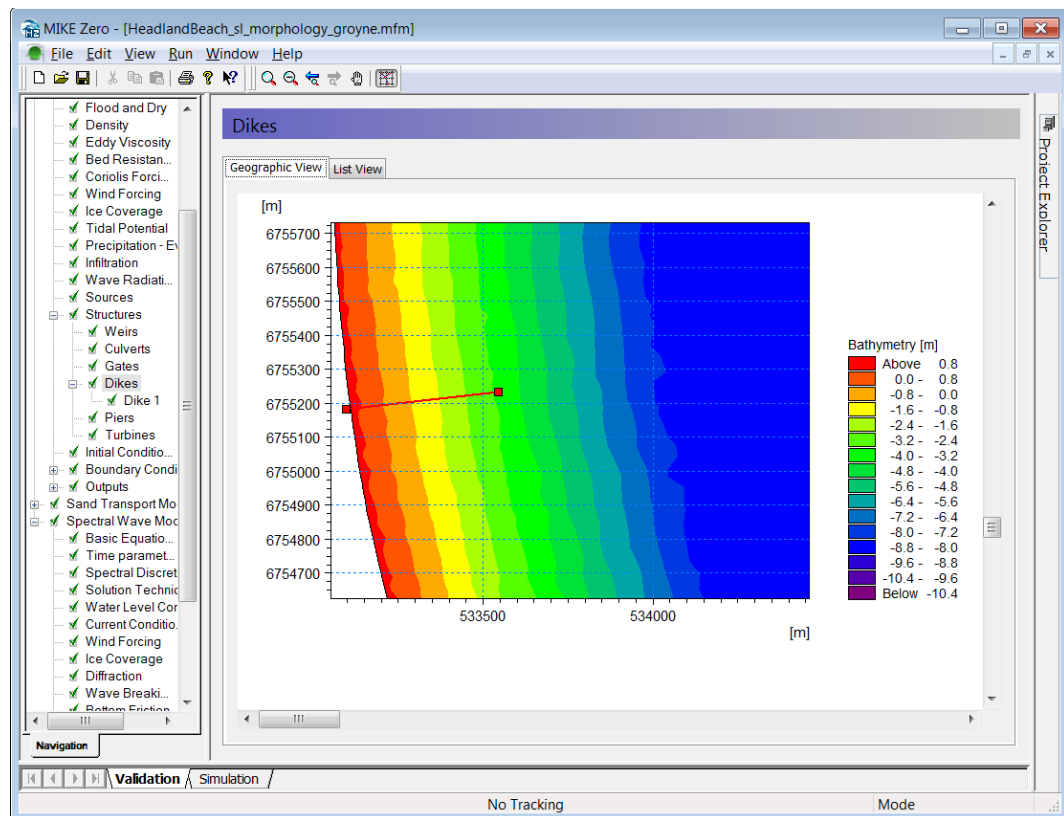 MIKE Zero - [HeadlandBeach_sl_morphology_groyne.mfm]
File Edit View Run Window Help
Flood and Dry
Density
Eddy Viscosity
Bed Resistan...
Coriolis Forci...
Wind Forcing
Ice Coverage
Tidal Potential
Precipitation - Ev
Infiltration
Wave Radiati...
Sources
Structures
Weirs
Culverts
Gates
Dikes
Dike 1
Piers
Turbines
Initial Conditio...
Boundary Condi
Outputs
Sand Transport Mo
Spectral Wave Moc
Basic Equatio...
Time paramet...
Spectral Discret
Solution Technic
Water Level Cor
Current Conditio.
Wind Forcing
Ice Coverage
Diffraction
Wave Breaki...
Bottom Friction
Navigation
Dikes
Geographic View List View
[m]
6755700
6755600
6755500
6755400
6755300
6755200
6755100
6755000
6754900
6754800
6754700
533500 534000
[m]
Bathymetry [m]
Above 0.8
0.0 - 0.8
-0.8 - 0.0
-1.6 - -0.8
-2.4 - -1.6
-3.2 - -2.4
-4.0 - -3.2
-4.8 - -4.0
-5.6 - -4.8
-6.4 - -5.6
-7.2 - -6.4
-8.0 - -7.2
-8.8 - -8.0
-9.6 - -8.8
-10.4 - -9.6
Below -10.4
Project Explorer
Validation Simulation
No Tracking Mode